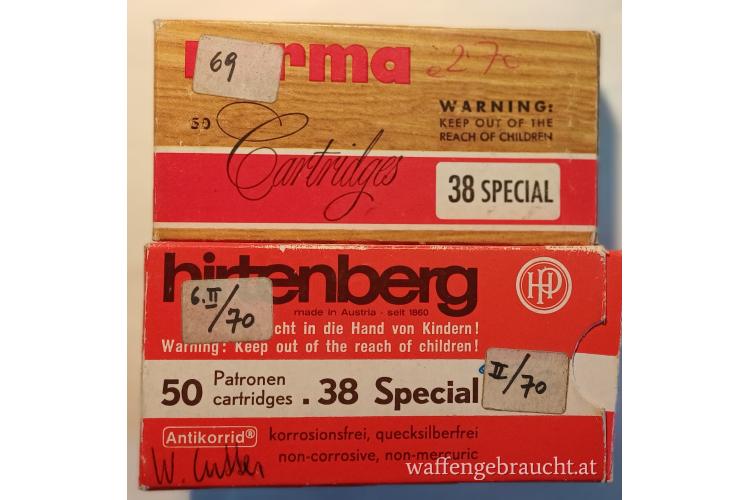 69
rma
270
50
Cartridges
WARNING:
KEEP OUT OF THE
REACH OF CHILDREN
38 SPECIAL
hirtenberg
HP
made in Austria - seit 1860
6.II/70
cht in die Hand von Kindern!
Warning: Keep out of the reach of children!
50 Patronen
cartridges .38 Special
II/70
Antikorrid® korrosionsfrei, quecksilberfrei
non-corrosive, non-mercuric
W.
waffengebraucht.at